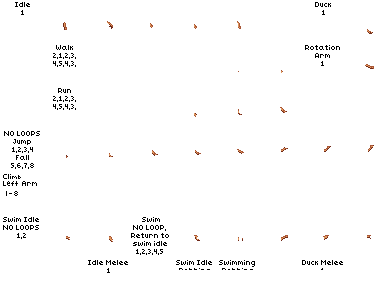 Idle
1
Duck
1
Walk
2,1,2,3,
4,5,4,3,
Rotation
Arm
1
Run
2,1,2,3,
4,5,4,3,
NO LOOPS
Jump
1,2,3,4
Fall
5,6,7,8
Climb
Left Arm
1-8
Swim Idle
NO LOOPS
1,2
Swim
NO LOOP,
Return to
swim idle
1,2,3,4,5
Idle Melee
1
Swim Idle
Swimming
Duck Melee
1